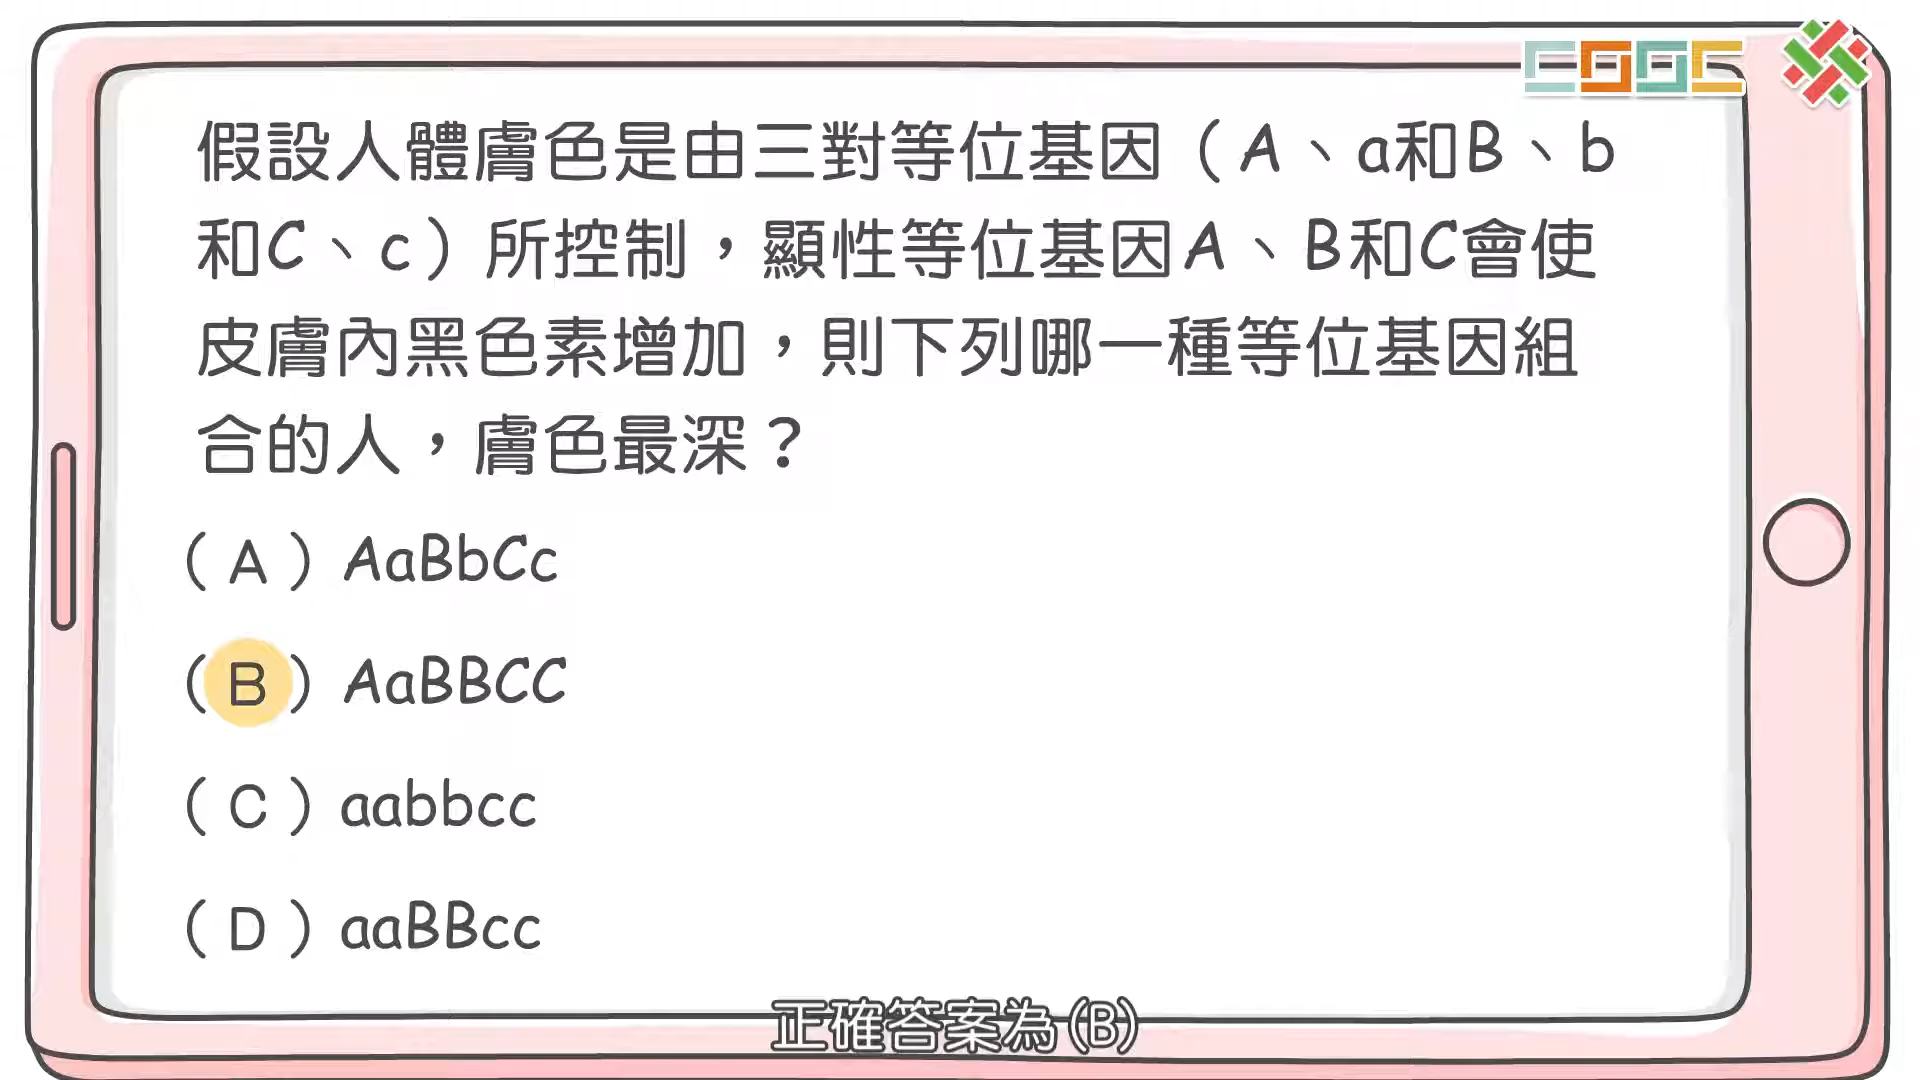 假設人體膚色是由三對等位基因（A、a和B、b
和C、c）所控制，顯性等位基因A、B和C會使
皮膚內黑色素增加，則下列哪一種等位基因組
合的人，膚色最深？
（A）AaBbCc
（B）AaBBCC
（C）aabbcc
（D）aaBBcc
正確答案為(B)